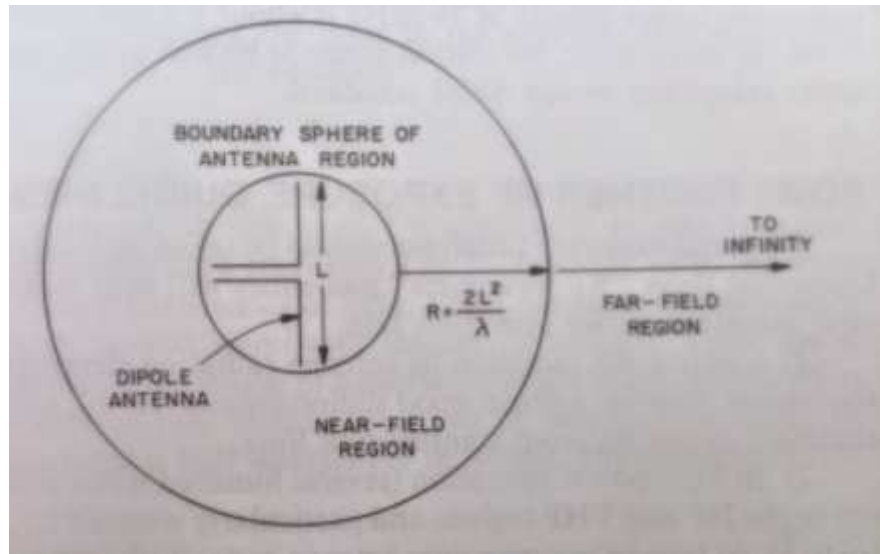 BOUNDARY SPHERE OF
ANTENNA REGION
L
TO
INFINITY
R = 2L²/λ
FAR-FIELD
REGION
DIPOLE
ANTENNA
NEAR-FIELD
REGION